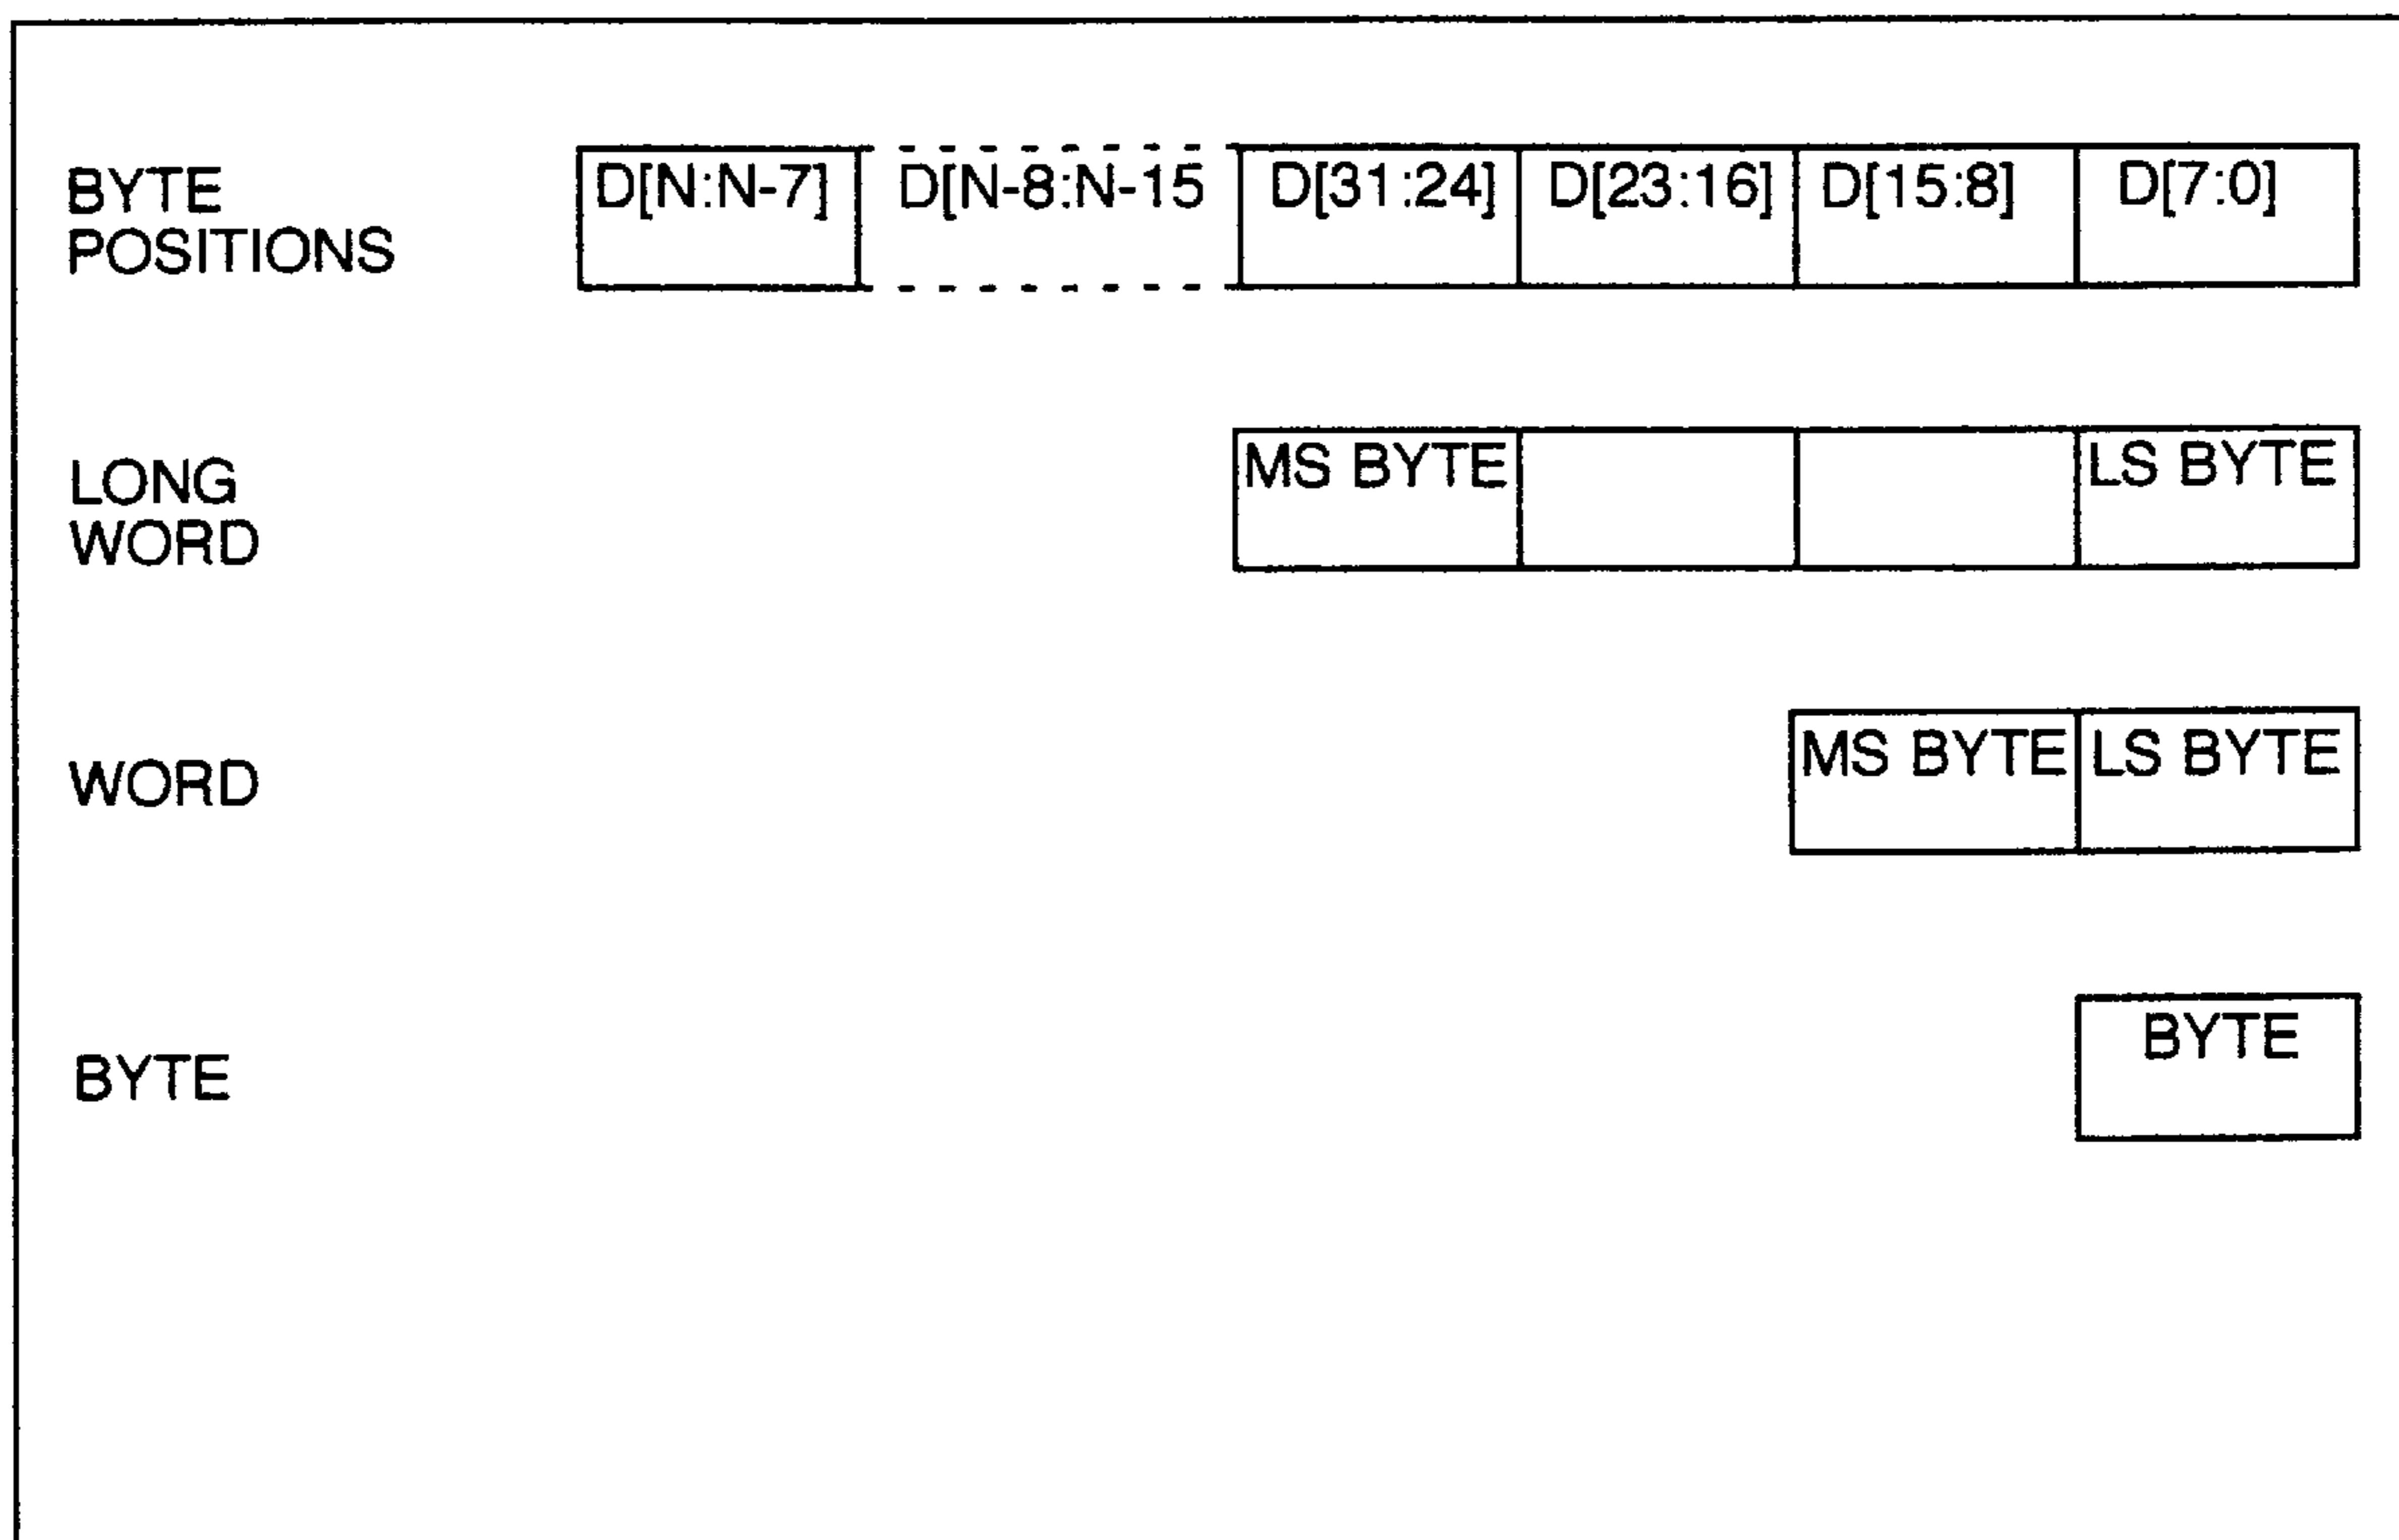 BYTE
POSITIONS
D[N:N-7] D[N-8:N-15 D[31:24] D[23:16] D[15:8] D[7:0]
LONG
WORD
MS BYTE LS BYTE
WORD
MS BYTE LS BYTE
BYTE
BYTE